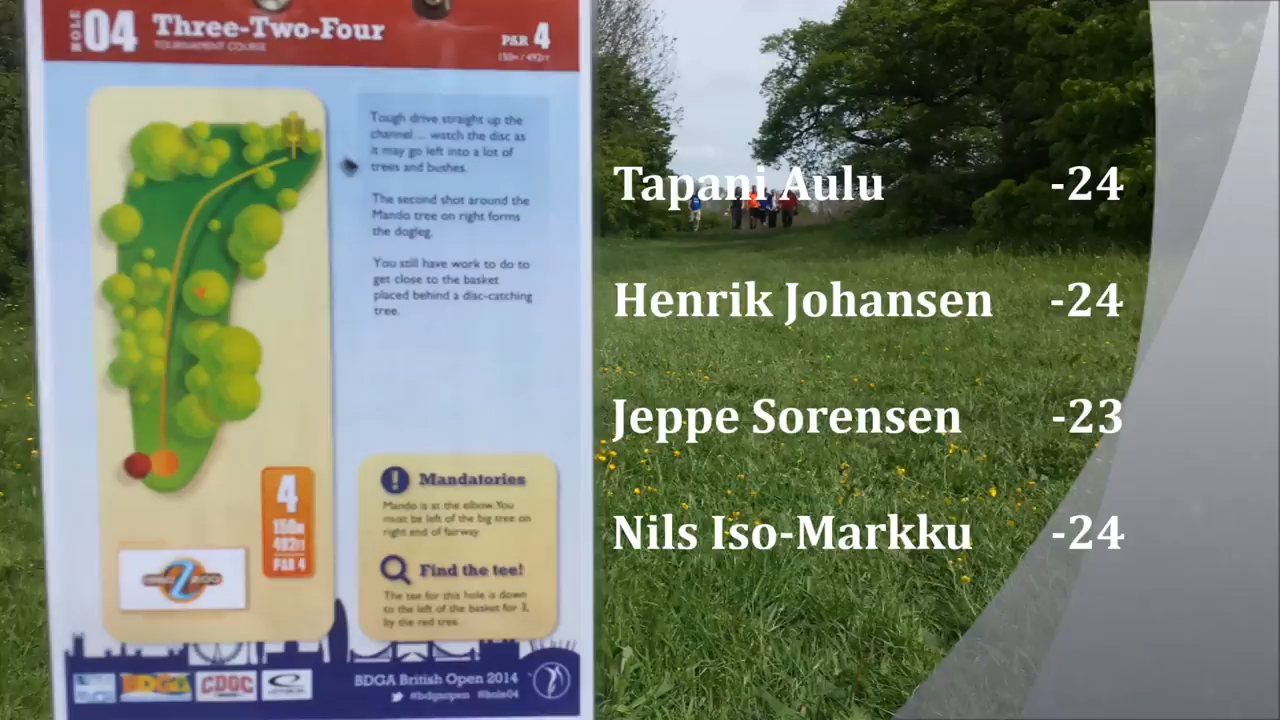 HOLE 04 Three-Two-Four
TOURNAMENT COURSE
PAR 4
150m / 492ft
Tough drive straight up the
channel... watch the disc as
it may go left into a lot of
trees and bushes.
The second shot around the
Mando tree on right forms
the dogleg.
You still have work to do to
get close to the basket
placed behind a disc-catching
tree.
4
150m
492ft
PAR 4
Mandatories
Mando is at the elbow. You
must be left of the big tree on
right end of fairway.
Find the tee!
The tee for this hole is down
to the left of the basket for 3,
by the red tree.
BDGA
CDGC
BDGA British Open 2014
#bdgaopen #hole04
Tapani Aulu -24
Henrik Johansen -24
Jeppe Sorensen -23
Nils Iso-Markku -24